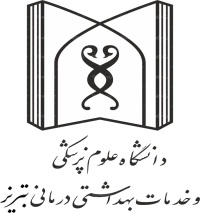 دانشگاه علوم پزشکی
و خدمات بهداشتی درمانی تبریز